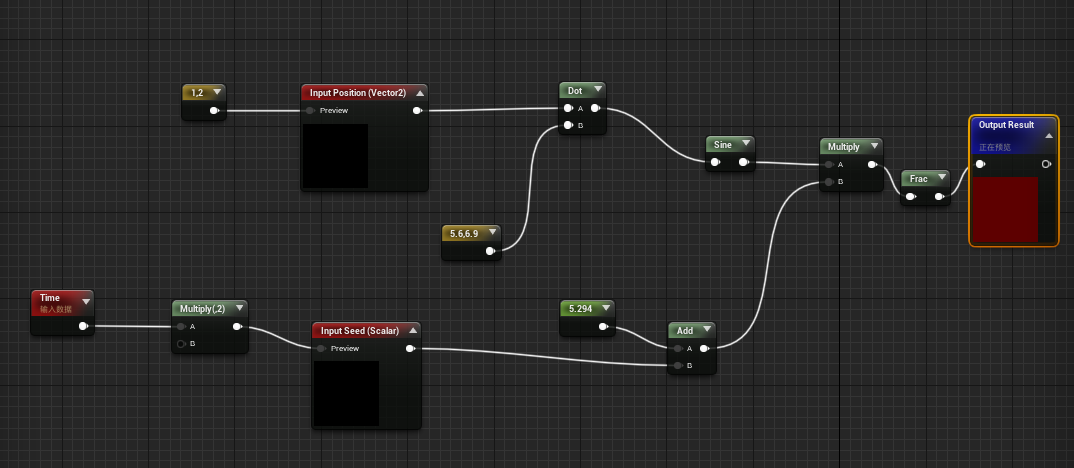 1,2
Input Position (Vector2)
Preview
Dot
A
B
Sine
Multiply
A
B
Frac
Output Result
正在预览
5.6,6.9
Time
输入数据
Multiply(,2)
A
B
Input Seed (Scalar)
Preview
5.294
Add
A
B